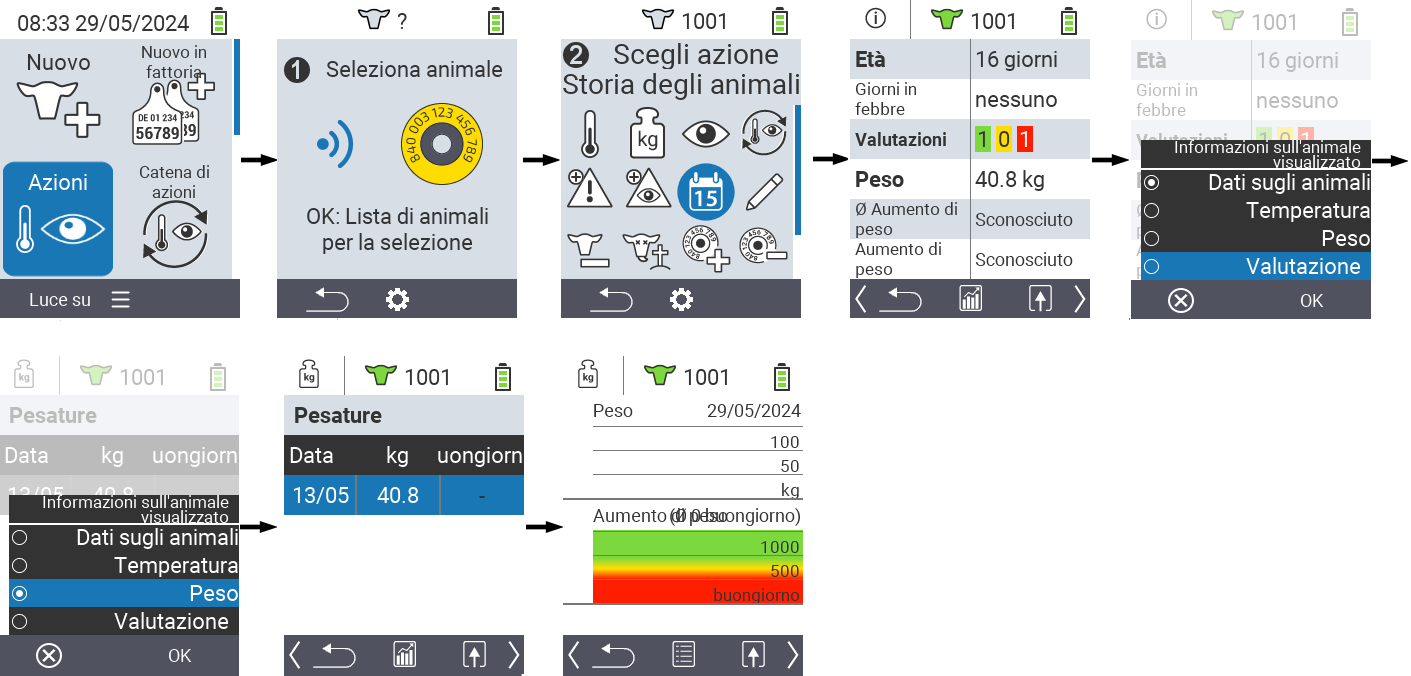 08:33 29/05/2024
Nuovo
Nuovo in
fattoria
DE 01 234
56789
39
Azioni
Catena di
azioni
Luce su
?
1 Seleziona animale
840 003 123 456 789
OK: Lista di animali
per la selezione
1001
2 Scegli azione
Storia degli animali
kg
15
1001
Età 16 giorni
Giorni in
febbre nessuno
Valutazioni 1 0 1
Peso 40.8 kg
Ø Aumento di
peso Sconosciuto
Aumento di
peso Sconosciuto
1001
Età 16 giorni
Giorni in
febbre nessuno
Valutazioni 1 0 1
Informazioni sull'animale
visualizzato
Dati sugli animali
Temperatura
Peso
Valutazione
OK
kg 1001
Pesature
Data kg uongiorn
13/05 40.8
Informazioni sull'animale
visualizzato
Dati sugli animali
Temperatura
Peso
Valutazione
OK
kg 1001
Pesature
Data kg uongiorn
13/05 40.8 -
kg 1001
Peso 29/05/2024
100
50
kg
Aumento di peso (Ø 0 buongiorno)
1000
500
buongiorno